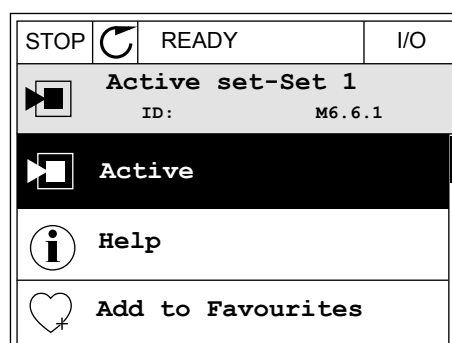 STOP READY I/O
Active set-Set 1
ID: M6.6.1
Active
Help
Add to Favourites